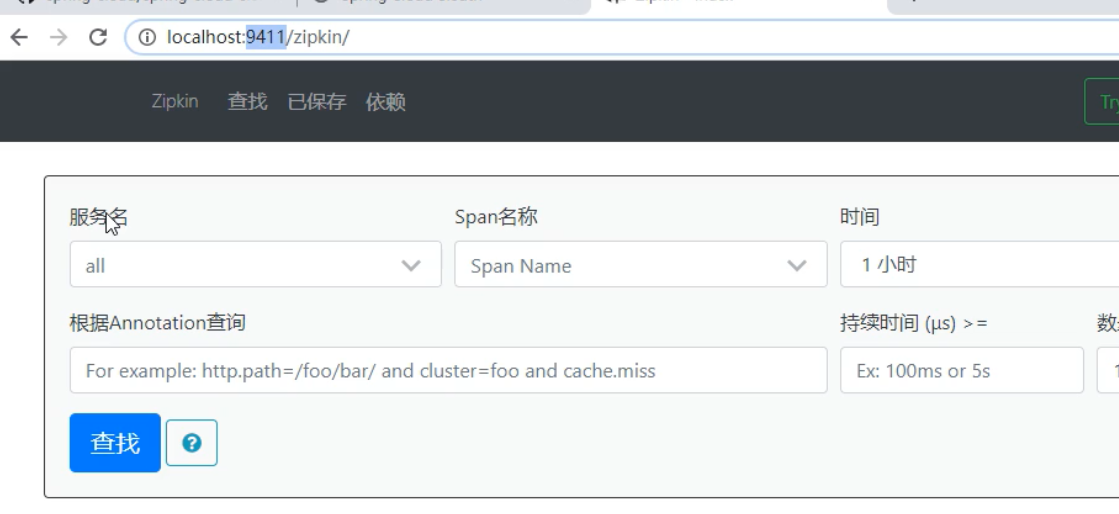 localhost:9411/zipkin/
Zipkin 查找 已保存 依赖
服务名 Span名称 时间
all Span Name 1 小时
根据Annotation查询 持续时间 (μs) >=
For example: http.path=/foo/bar/ and cluster=foo and cache.miss Ex: 100ms or 5s
查找